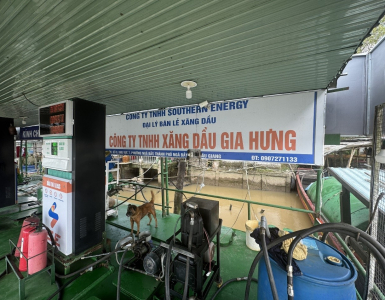 CÔNG TY TNHH SOUTHERN ENERGY
ĐẠI LÝ BÁN LẺ XĂNG DẦU
KINH
CÔNG TY TNHH XĂNG DẦU GIA HƯNG
ĐT: 0967271133